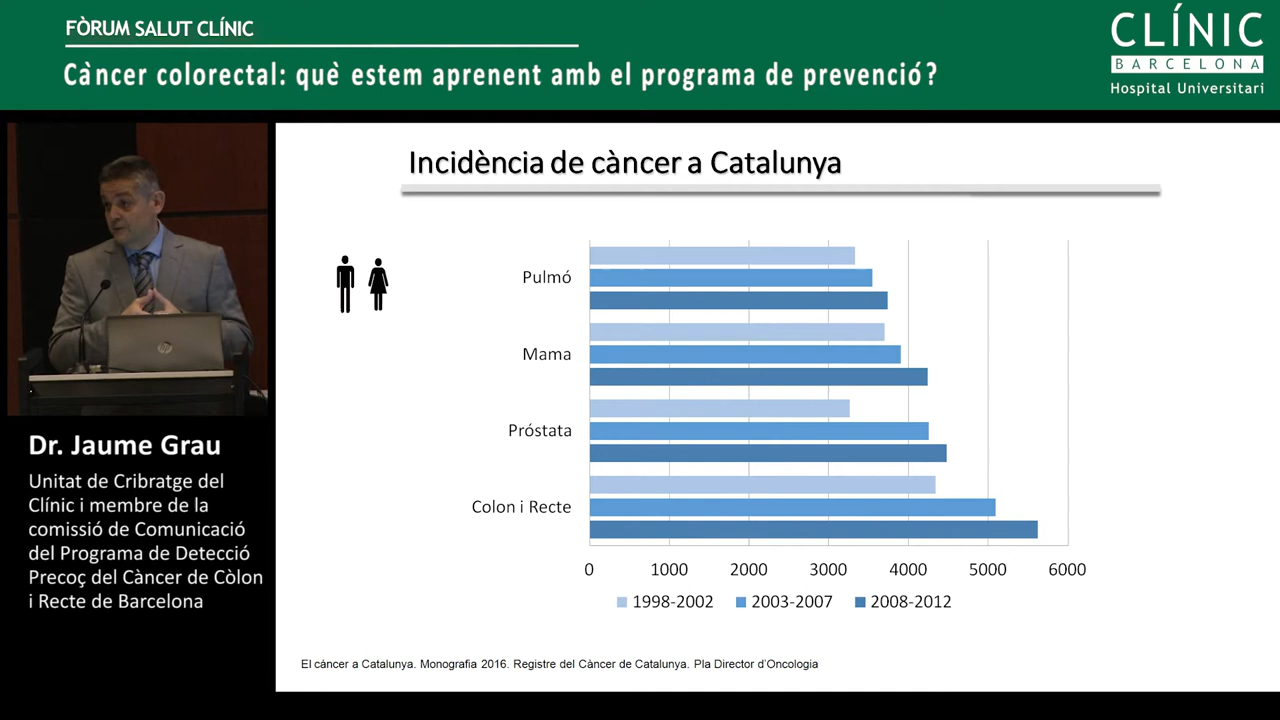 FÒRUM SALUT CLÍNIC
Càncer colorectal: què estem aprenent amb el programa de prevenció?
CLÍNIC
BARCELONA
Hospital Universitari
Incidència de càncer a Catalunya
Pulmó
Mama
Próstata
Colon i Recte
0 1000 2000 3000 4000 5000 6000
1998-2002 2003-2007 2008-2012
El càncer a Catalunya. Monografia 2016. Registre del Càncer de Catalunya. Pla Director d'Oncologia
Dr. Jaume Grau
Unitat de Cribratge del
Clínic i membre de la
comissió de Comunicació
del Programa de Detecció
Precoç del Càncer de Còlon
i Recte de Barcelona
hp